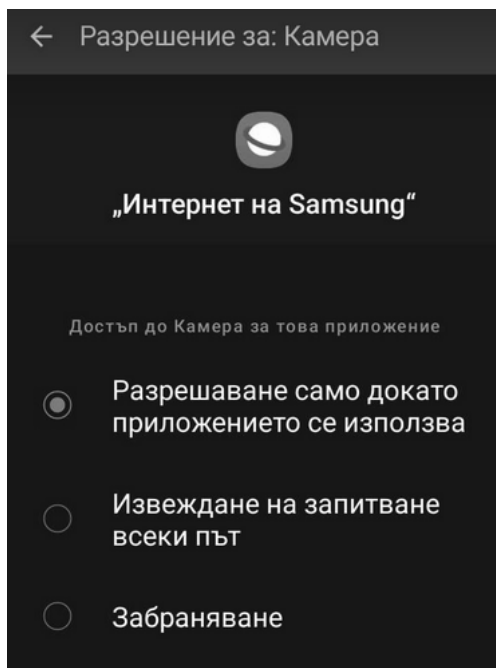 Разрешение за: Камера
„Интернет на Samsung“
Достъп до Камера за това приложение
Разрешаване само докато
приложението се използва
Извеждане на запитване
всеки път
Забраняване